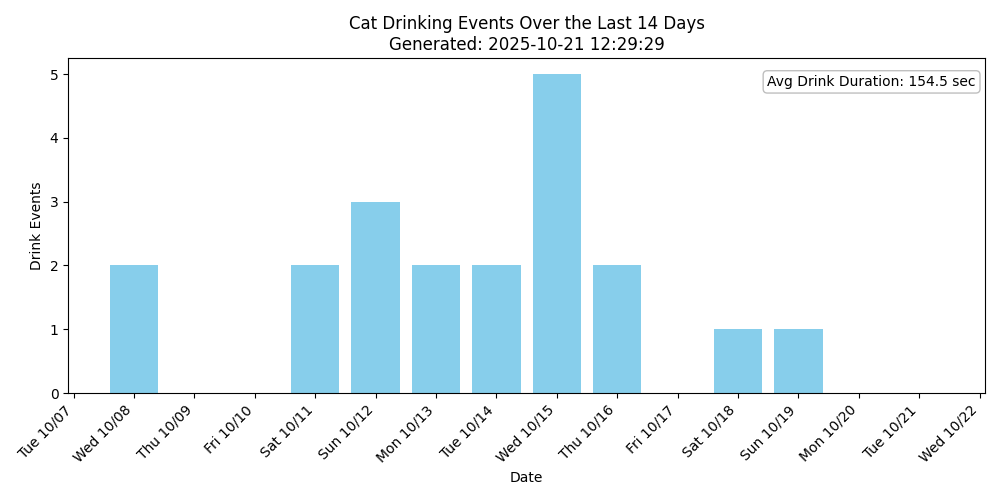 Cat Drinking Events Over the Last 14 Days
Generated: 2025-10-21 12:29:29
Avg Drink Duration: 154.5 sec
Drink Events
5
4
3
2
1
0
Tue 10/07
Wed 10/08
Thu 10/09
Fri 10/10
Sat 10/11
Sun 10/12
Mon 10/13
Tue 10/14
Wed 10/15
Thu 10/16
Fri 10/17
Sat 10/18
Sun 10/19
Mon 10/20
Tue 10/21
Wed 10/22
Date